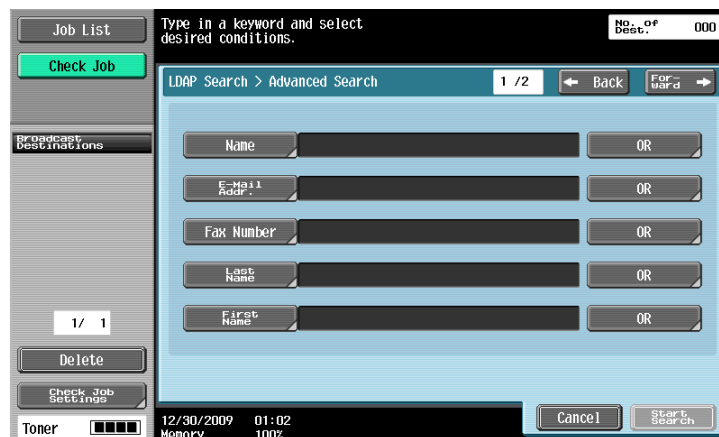 Job List
Check Job
Type in a keyword and select
desired conditions.
No. of
Dest.
000
LDAP Search > Advanced Search
1 /2
← Back
For-
ward →
Broadcast
Destinations
Name
OR
E-Mail
Addr.
OR
Fax Number
OR
Last
Name
OR
First
Name
OR
1/ 1
Delete
Check Job
Settings
Toner
12/30/2009 01:02
Memory 100%
Cancel
Start
Search